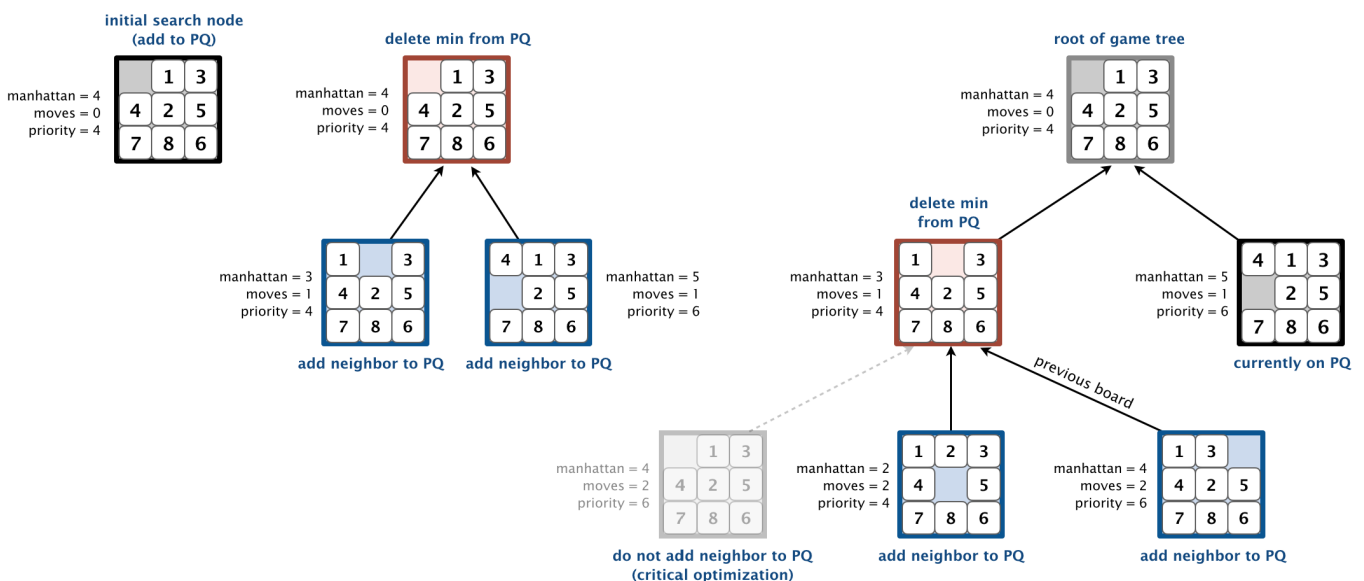 initial search node
(add to PQ)
manhattan = 4
moves = 0
priority = 4
1 3
4 2 5
7 8 6
delete min from PQ
manhattan = 4
moves = 0
priority = 4
1 3
4 2 5
7 8 6
manhattan = 3
moves = 1
priority = 4
1 3
4 2 5
7 8 6
add neighbor to PQ
4 1 3
2 5
7 8 6
manhattan = 5
moves = 1
priority = 6
add neighbor to PQ
root of game tree
manhattan = 4
moves = 0
priority = 4
1 3
4 2 5
7 8 6
delete min
from PQ
manhattan = 3
moves = 1
priority = 4
1 3
4 2 5
7 8 6
manhattan = 5
moves = 1
priority = 6
4 1 3
2 5
7 8 6
currently on PQ
previous board
manhattan = 4
moves = 2
priority = 6
1 3
4 2 5
7 8 6
do not add neighbor to PQ
(critical optimization)
manhattan = 2
moves = 2
priority = 4
1 2 3
4 5
7 8 6
add neighbor to PQ
manhattan = 4
moves = 2
priority = 6
1 3
4 2 5
7 8 6
add neighbor to PQ